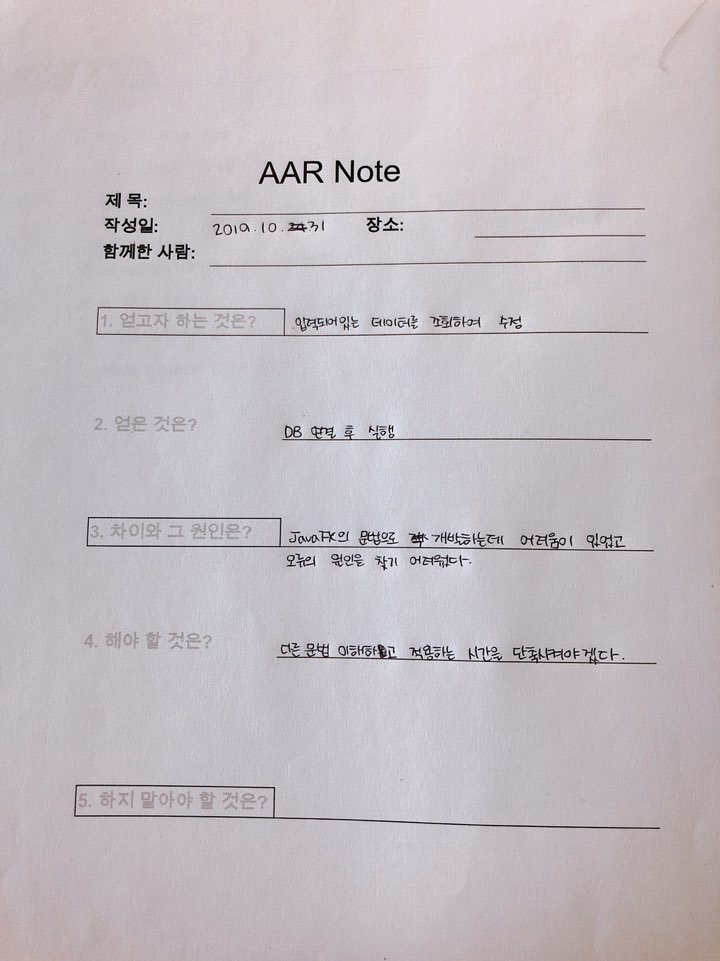 AAR Note
제 목:
작성일: 2019.10.31 장소:
함께한 사람:
1. 얻고자 하는 것은? 입력되어있는 데이터를 조회하여 수정
2. 얻은 것은? DB 연결 후 실행
3. 차이와 그 원인은? JavaFX의 문법으로 개발하는데 어려움이 있었고
오류의 원인을 찾기 어려웠다.
4. 해야 할 것은? 다른 문법 이해하고 적용하는 시간을 단축시켜야겠다.
5. 하지 말아야 할 것은?